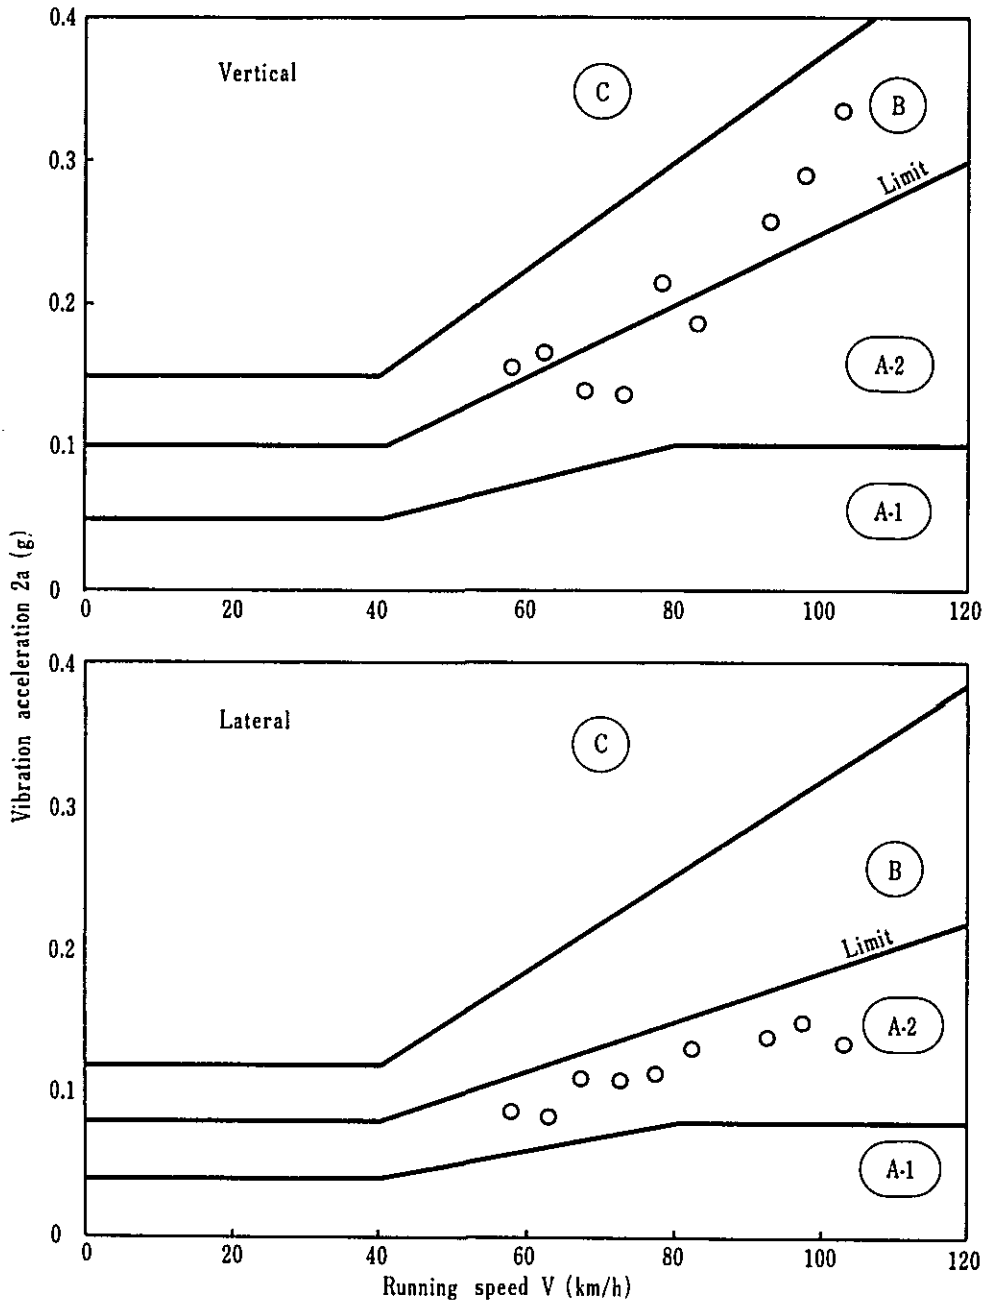 0.4
Vertical
C
B
0.3
Limit
0.2
A-2
0.1
A-1
0
0 20 40 60 80 100 120
Vibration acceleration 2a (g)
0.4
Lateral
C
0.3
B
0.2
Limit
A-2
0.1
A-1
0
0 20 40 60 80 100 120
Running speed V (km/h)